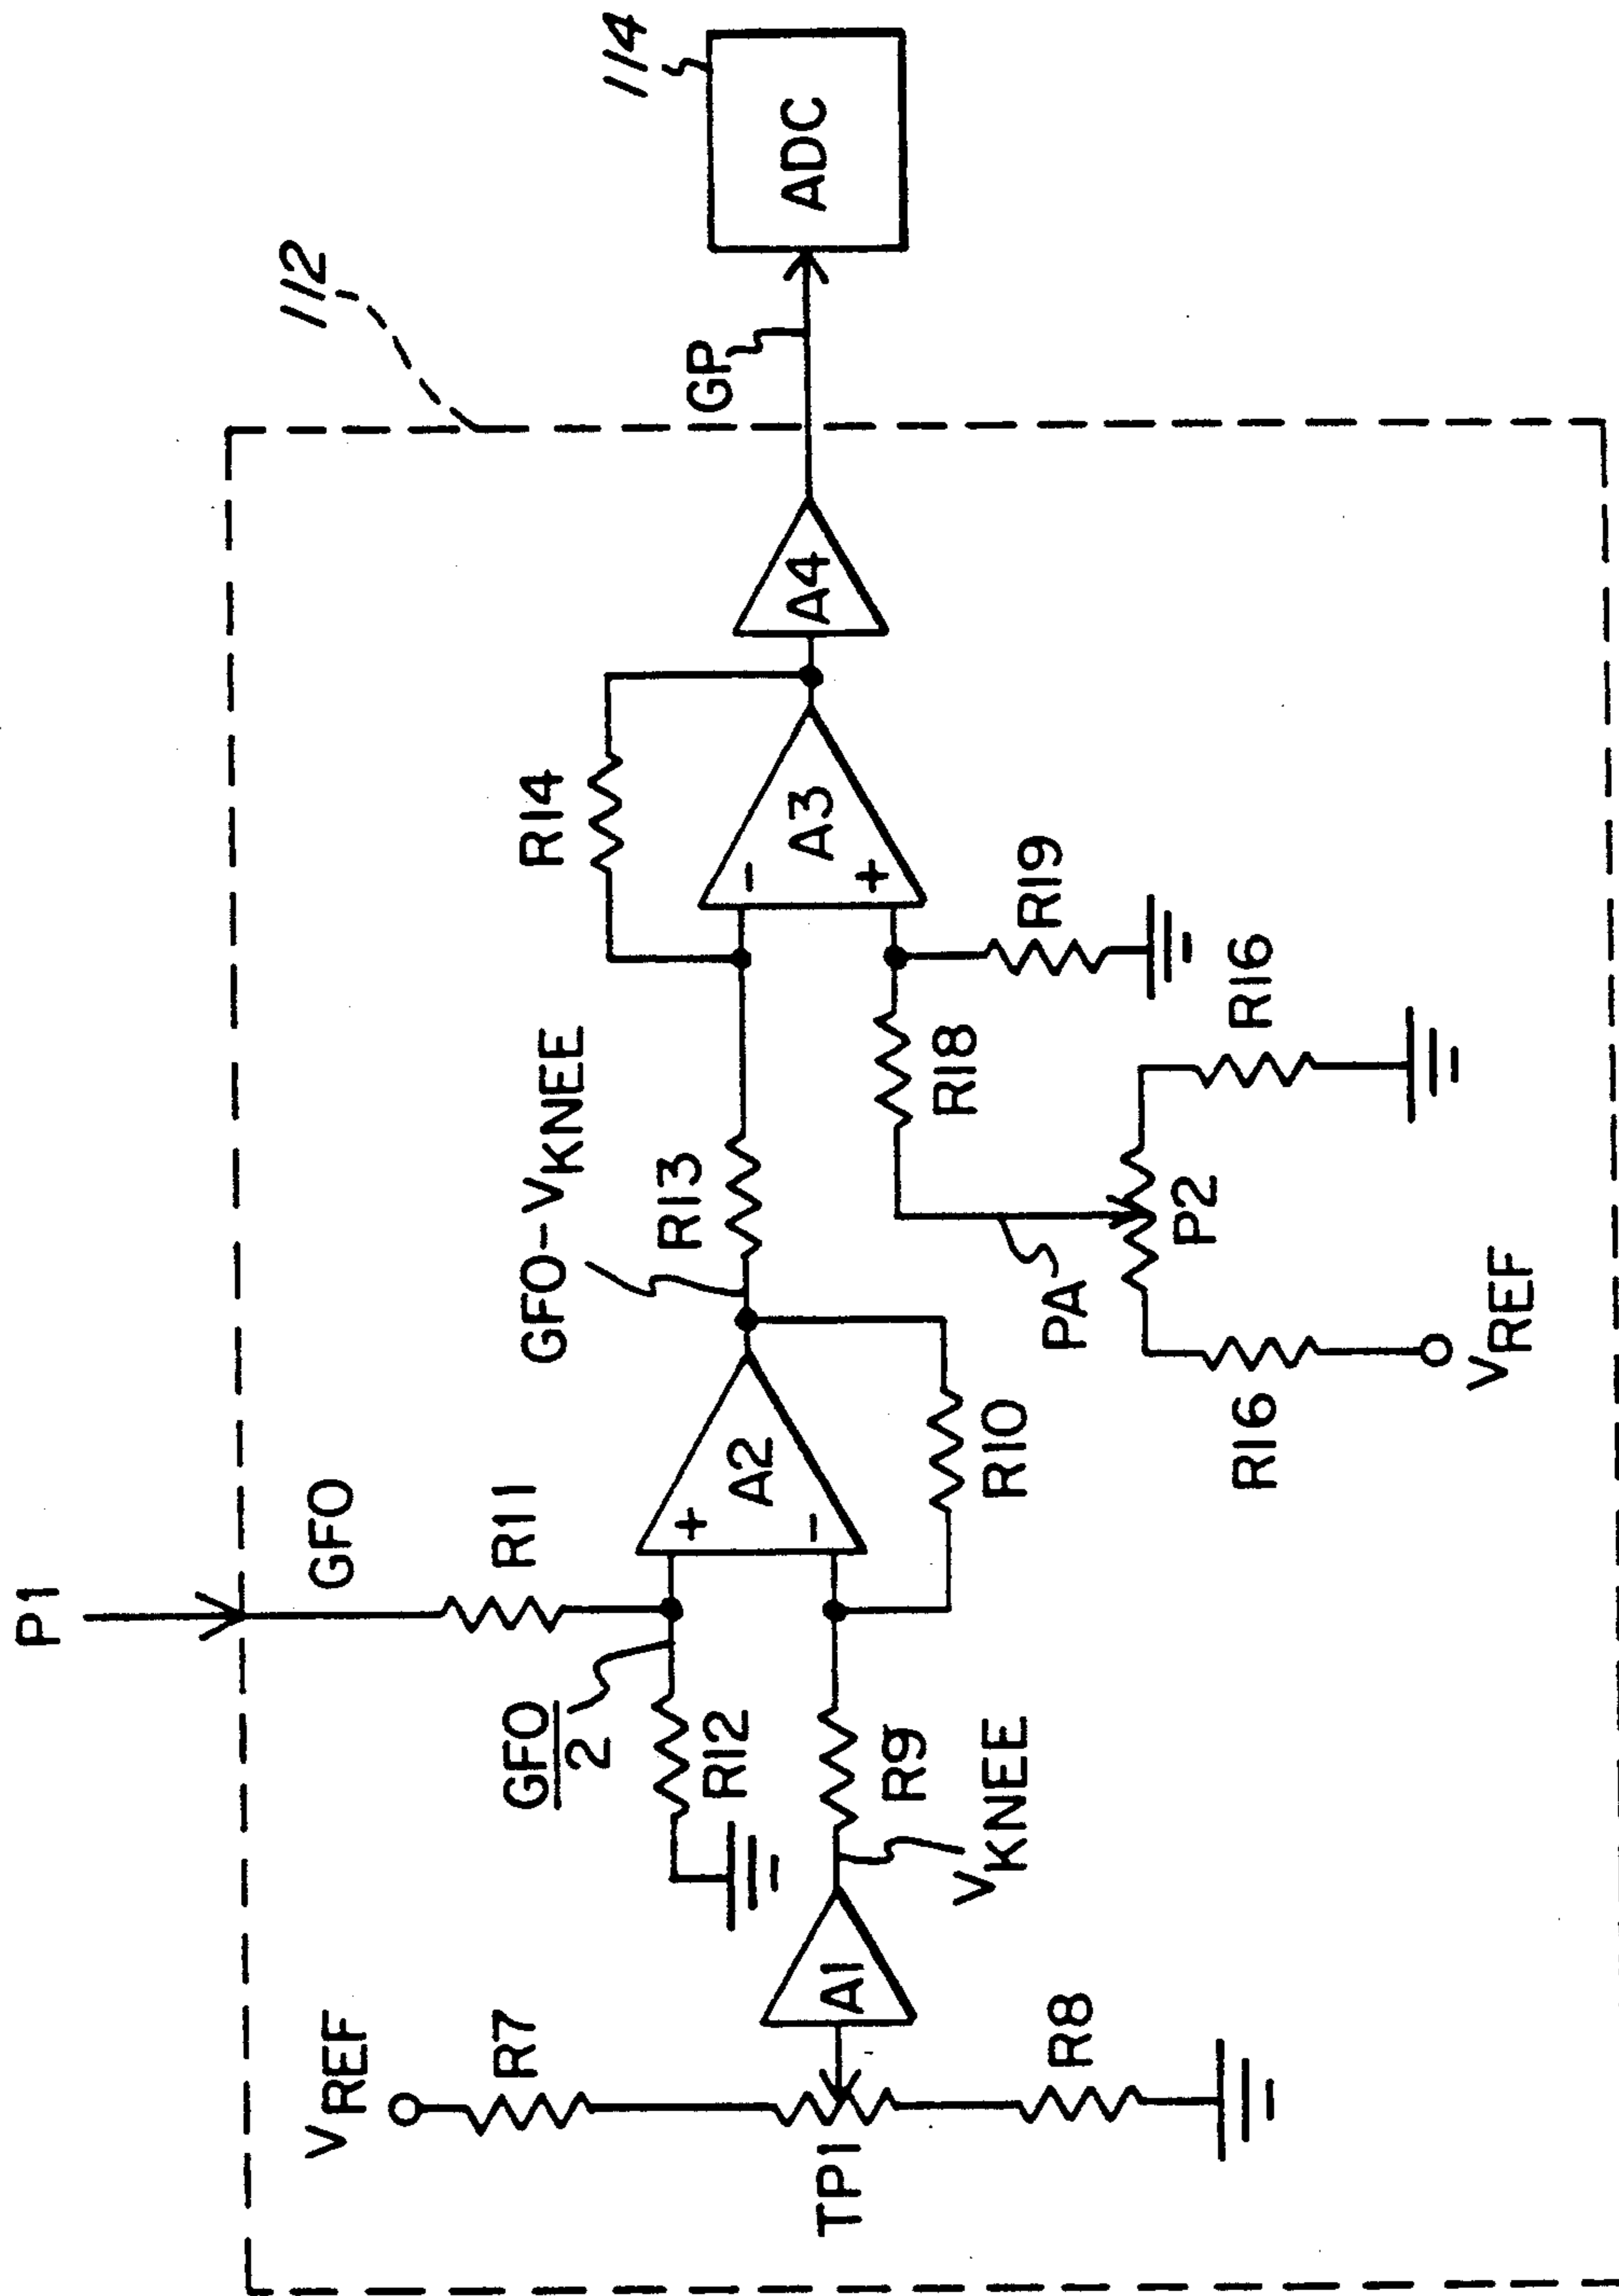 P1
GFO
R11
112
114
VREF
R7
TP1
R8
A1
VKNEE
R9
GFO
2
R12
+
A2
-
R10
GFO-VKNEE
R13
R14
-
A3
+
A4
GP
ADC
R18
R19
PA
P2
R16
R16
VREF